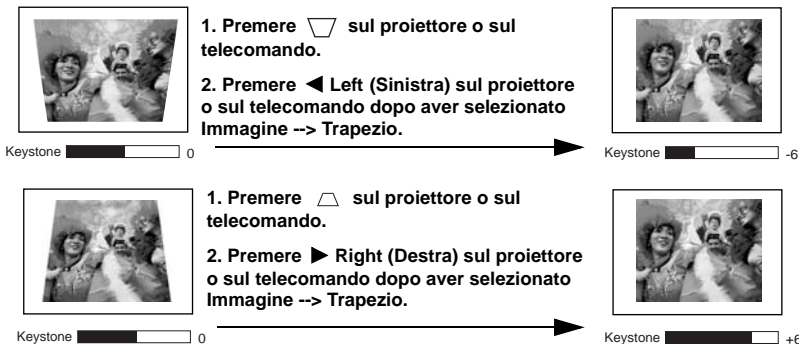 1. Premere sul proiettore o sul
telecomando.
2. Premere ◀ Left (Sinistra) sul proiettore
o sul telecomando dopo aver selezionato
Immagine --> Trapezio.
Keystone 0
Keystone -6
1. Premere sul proiettore o sul
telecomando.
2. Premere ▶ Right (Destra) sul proiettore
o sul telecomando dopo aver selezionato
Immagine --> Trapezio.
Keystone 0
Keystone +6